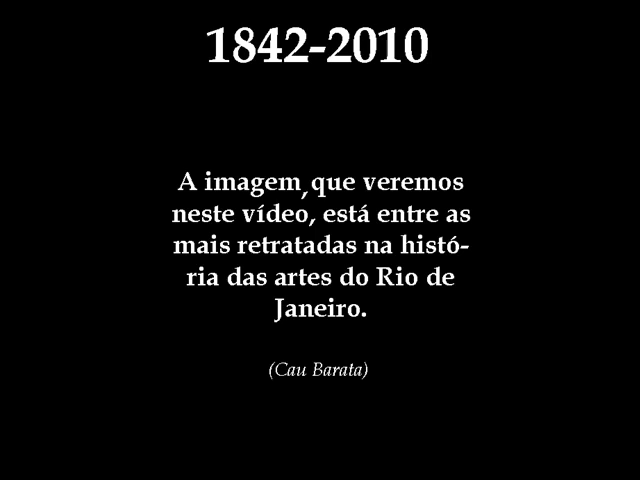 1842-2010
A imagem, que veremos
neste vídeo, está entre as
mais retratadas na histó-
ria das artes do Rio de
Janeiro.
(Cau Barata)